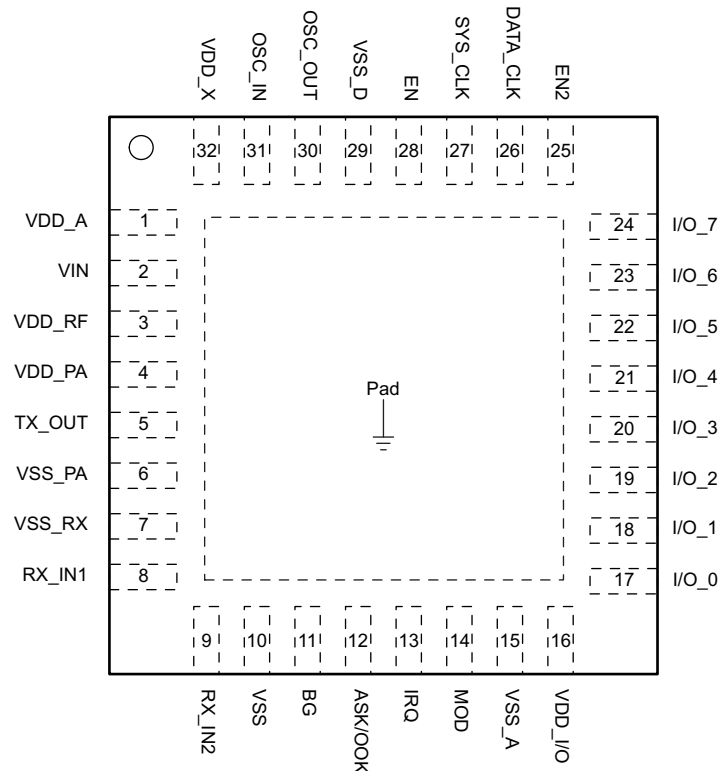 VDD_X
OSC_IN
OSC_OUT
VSS_D
EN
SYS_CLK
DATA_CLK
EN2
32 31 30 29 28 27 26 25
VDD_A 1
VIN 2
VDD_RF 3
VDD_PA 4
TX_OUT 5
VSS_PA 6
VSS_RX 7
RX_IN1 8
Pad
24 I/O_7
23 I/O_6
22 I/O_5
21 I/O_4
20 I/O_3
19 I/O_2
18 I/O_1
17 I/O_0
9 10 11 12 13 14 15 16
RX_IN2
VSS
BG
ASK/OOK
IRQ
MOD
VSS_A
VDD_I/O